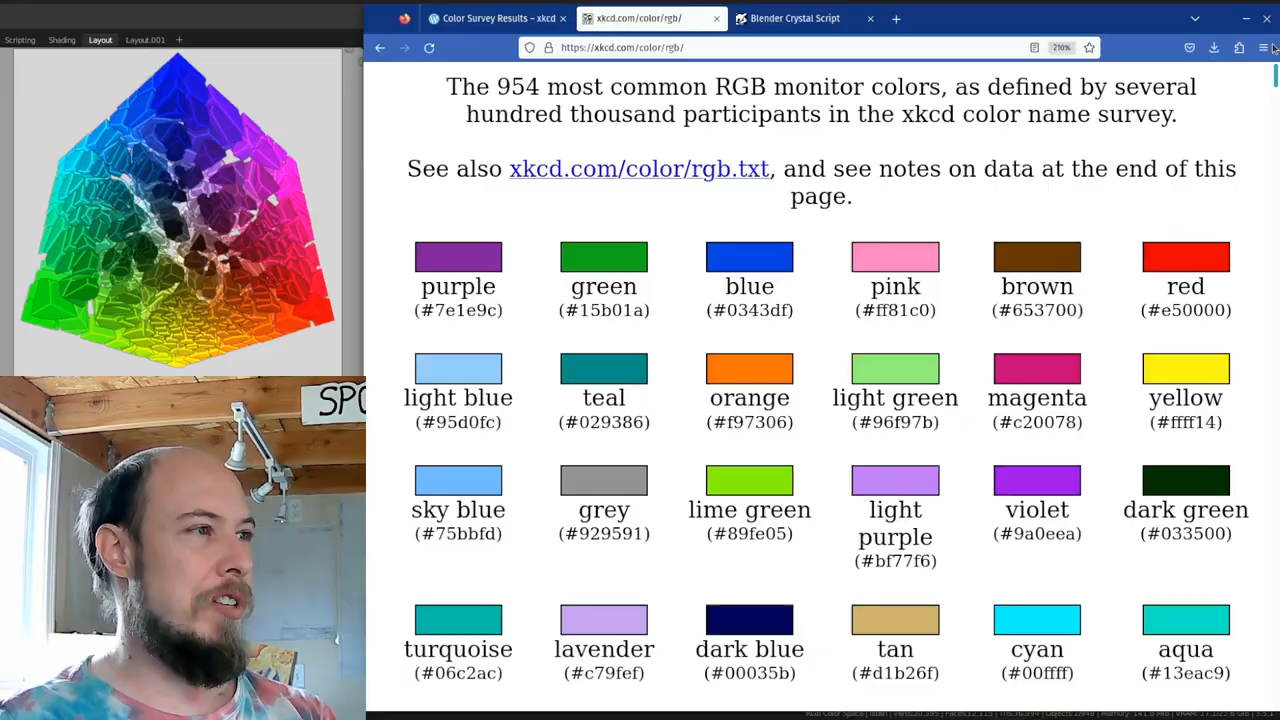 Scripting Shading Layout Layout.001 +
Color Survey Results – xkcd
xkcd.com/color/rgb/
Blender Crystal Script
https://xkcd.com/color/rgb/
210%
The 954 most common RGB monitor colors, as defined by several
hundred thousand participants in the xkcd color name survey.
See also xkcd.com/color/rgb.txt, and see notes on data at the end of this
page.
purple green blue pink brown red
(#7e1e9c) (#15b01a) (#0343df) (#ff81c0) (#653700) (#e50000)
light blue teal orange light green magenta yellow
(#95d0fc) (#029386) (#f97306) (#96f97b) (#c20078) (#ffff14)
sky blue grey lime green light purple violet dark green
(#75bbfd) (#929591) (#89fe05) (#bf77f6) (#9a0eea) (#033500)
turquoise lavender dark blue tan cyan aqua
(#06c2ac) (#c79fef) (#00035b) (#d1b26f) (#00ffff) (#13eac9)
SPO